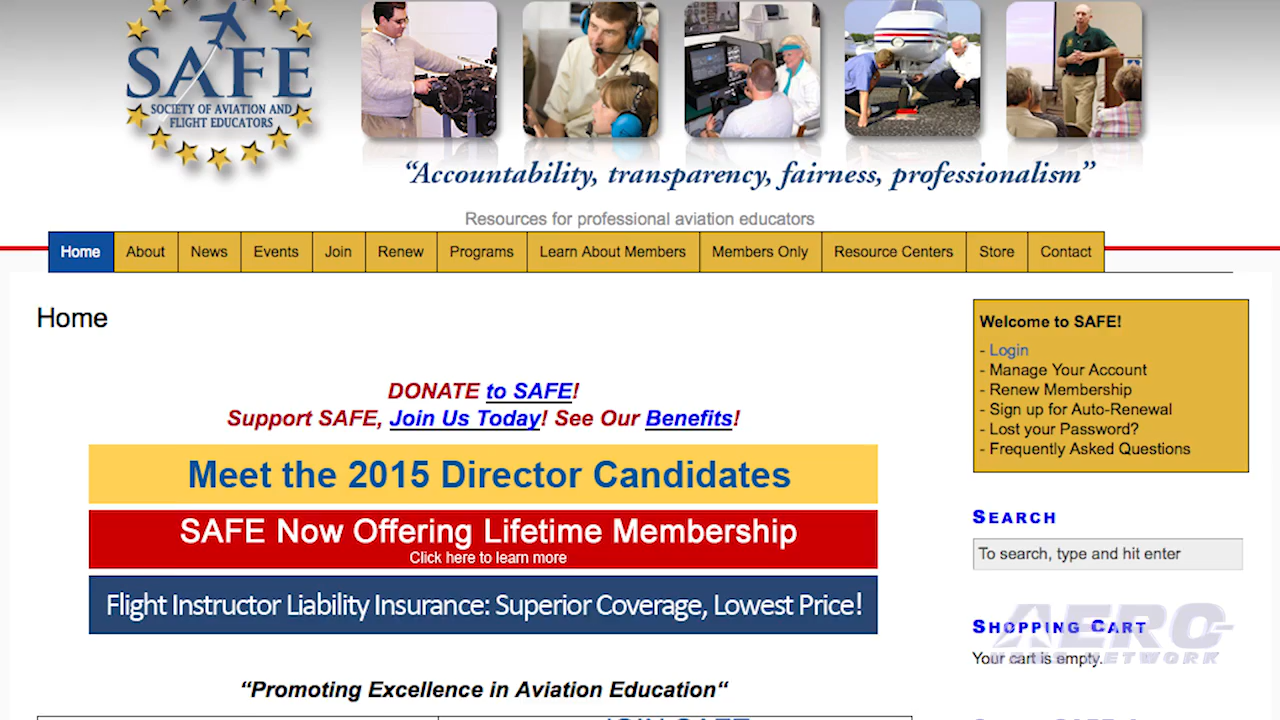 SAFE
SOCIETY OF AVIATION AND
FLIGHT EDUCATORS
“Accountability, transparency, fairness, professionalism”
Resources for professional aviation educators
Home About News Events Join Renew Programs Learn About Members Members Only Resource Centers Store Contact
Home
DONATE to SAFE!
Support SAFE, Join Us Today! See Our Benefits!
Meet the 2015 Director Candidates
SAFE Now Offering Lifetime Membership
Click here to learn more
Flight Instructor Liability Insurance: Superior Coverage, Lowest Price!
“Promoting Excellence in Aviation Education“
Welcome to SAFE!
- Login
- Manage Your Account
- Renew Membership
- Sign up for Auto-Renewal
- Lost your Password?
- Frequently Asked Questions
SEARCH
To search, type and hit enter
SHOPPING CART
Your cart is empty.
AERO
NEWS NETWORK